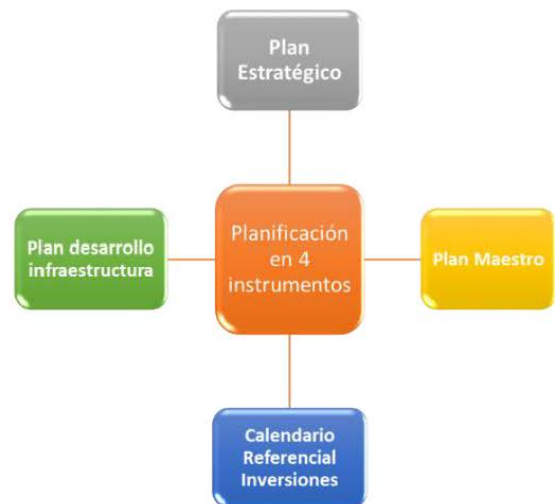 Plan
Estratégico
Plan desarrollo
infraestructura
Planificación
en 4
instrumentos
Plan Maestro
Calendario
Referencial
Inversiones